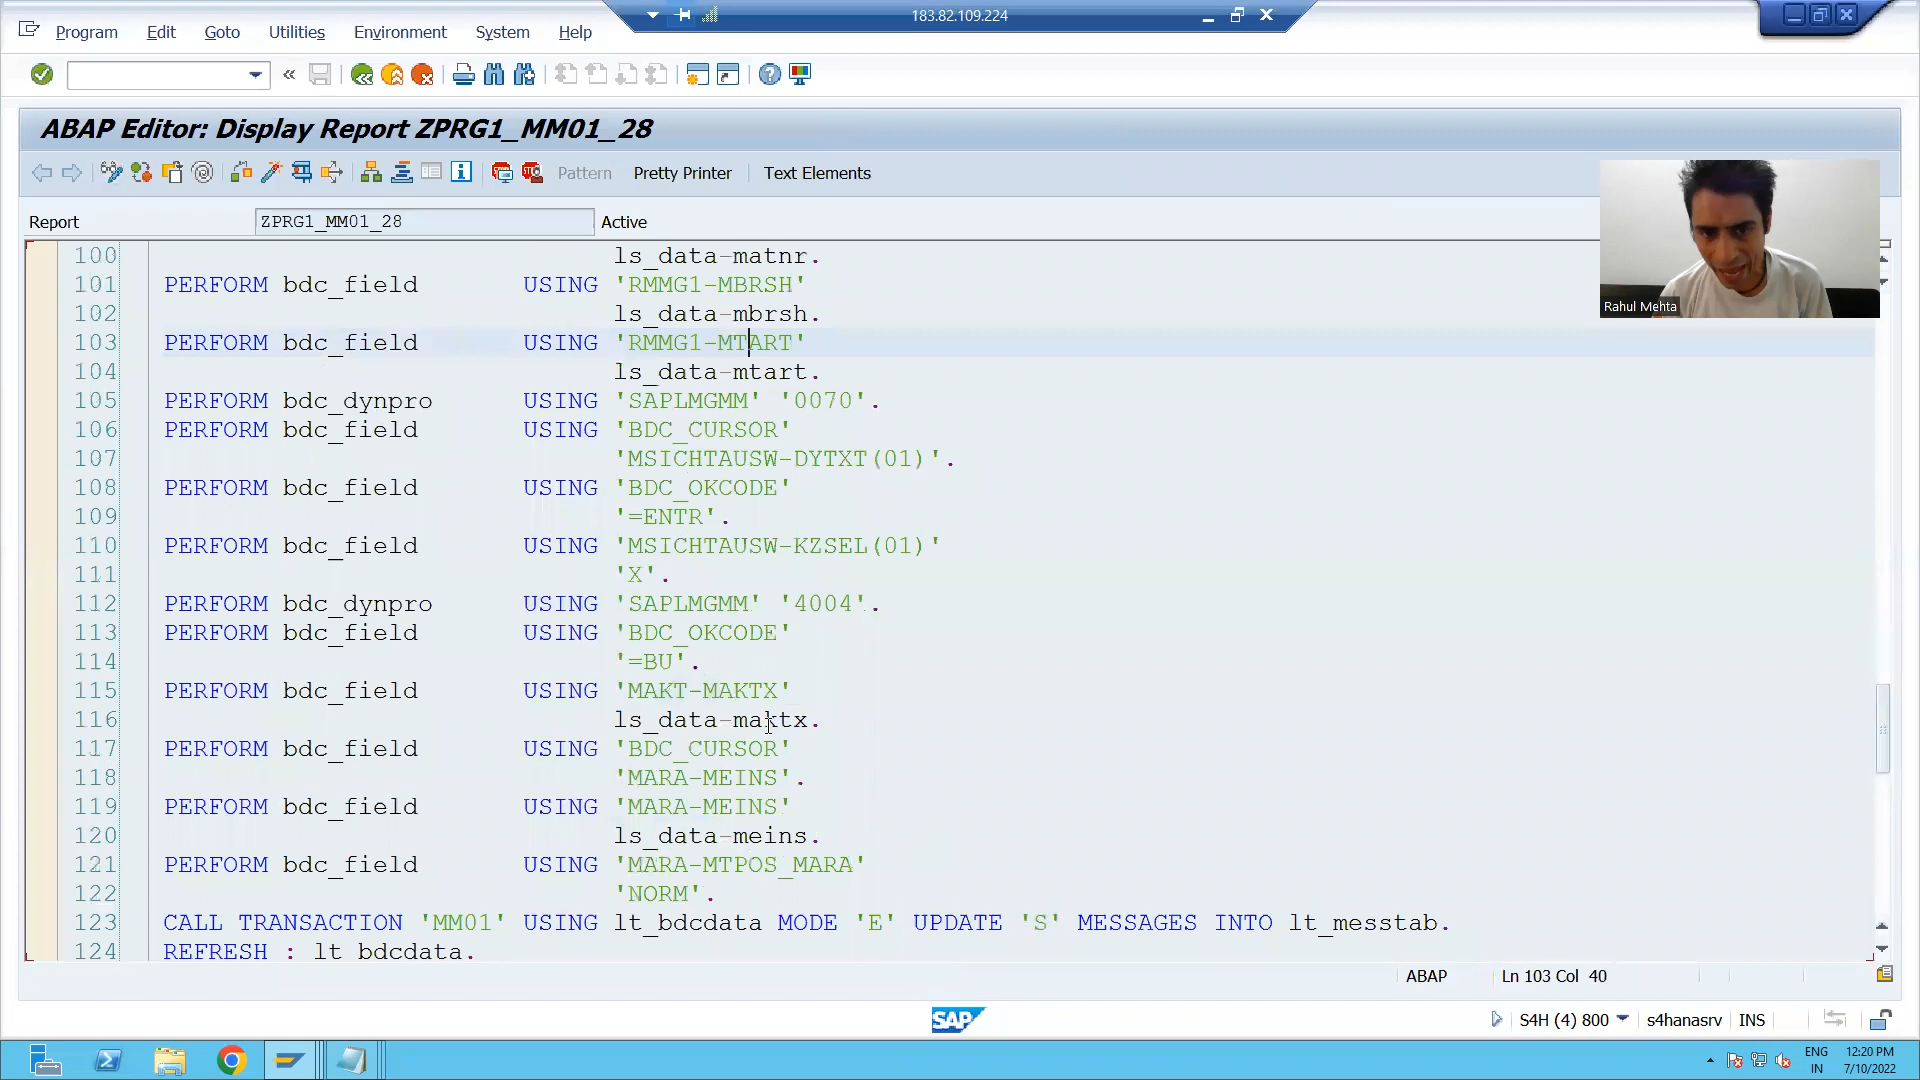 183.82.109.224
Program Edit Goto Utilities Environment System Help
ABAP Editor: Display Report ZPRG1_MM01_28
Pattern Pretty Printer Text Elements
Report ZPRG1_MM01_28 Active
Rahul Mehta
100 ls_data-matnr.
101 PERFORM bdc_field USING 'RMMG1-MBRSH'
102 ls_data-mbrsh.
103 PERFORM bdc_field USING 'RMMG1-MTART'
104 ls_data-mtart.
105 PERFORM bdc_dynpro USING 'SAPLMGMM' '0070'.
106 PERFORM bdc_field USING 'BDC_CURSOR'
107 'MSICHTAUSW-DYTXT(01)'.
108 PERFORM bdc_field USING 'BDC_OKCODE'
109 '=ENTR'.
110 PERFORM bdc_field USING 'MSICHTAUSW-KZSEL(01)'
111 'X'.
112 PERFORM bdc_dynpro USING 'SAPLMGMM' '4004'.
113 PERFORM bdc_field USING 'BDC_OKCODE'
114 '=BU'.
115 PERFORM bdc_field USING 'MAKT-MAKTX'
116 ls_data-maktx.
117 PERFORM bdc_field USING 'BDC_CURSOR'
118 'MARA-MEINS'.
119 PERFORM bdc_field USING 'MARA-MEINS'
120 ls_data-meins.
121 PERFORM bdc_field USING 'MARA-MTPOS_MARA'
122 'NORM'.
123 CALL TRANSACTION 'MM01' USING lt_bdcdata MODE 'E' UPDATE 'S' MESSAGES INTO lt_messtab.
124 REFRESH : lt_bdcdata.
ABAP Ln 103 Col 40
SAP
S4H (4) 800 s4hanasrv INS
ENG 12:20 PM
IN 7/10/2022